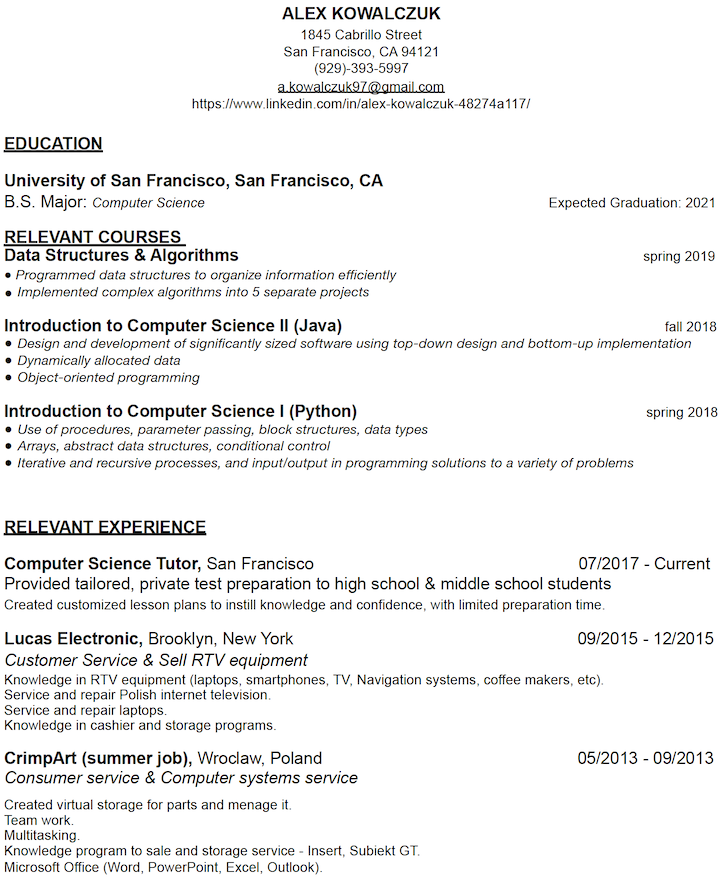 ALEX KOWALCZUK
1845 Cabrillo Street
San Francisco, CA 94121
(929)-393-5997
a.kowalczuk97@gmail.com
https://www.linkedin.com/in/alex-kowalczuk-48274a117/
EDUCATION
University of San Francisco, San Francisco, CA
B.S. Major: Computer Science Expected Graduation: 2021
RELEVANT COURSES
Data Structures & Algorithms spring 2019
● Programmed data structures to organize information efficiently
● Implemented complex algorithms into 5 separate projects
Introduction to Computer Science II (Java) fall 2018
● Design and development of significantly sized software using top-down design and bottom-up implementation
● Dynamically allocated data
● Object-oriented programming
Introduction to Computer Science I (Python) spring 2018
● Use of procedures, parameter passing, block structures, data types
● Arrays, abstract data structures, conditional control
● Iterative and recursive processes, and input/output in programming solutions to a variety of problems
RELEVANT EXPERIENCE
Computer Science Tutor, San Francisco 07/2017 - Current
Provided tailored, private test preparation to high school & middle school students
Created customized lesson plans to instill knowledge and confidence, with limited preparation time.
Lucas Electronic, Brooklyn, New York 09/2015 - 12/2015
Customer Service & Sell RTV equipment
Knowledge in RTV equipment (laptops, smartphones, TV, Navigation systems, coffee makers, etc).
Service and repair Polish internet television.
Service and repair laptops.
Knowledge in cashier and storage programs.
CrimpArt (summer job), Wroclaw, Poland 05/2013 - 09/2013
Consumer service & Computer systems service
Created virtual storage for parts and menage it.
Team work.
Multitasking.
Knowledge program to sale and storage service - Insert, Subiekt GT.
Microsoft Office (Word, PowerPoint, Excel, Outlook).